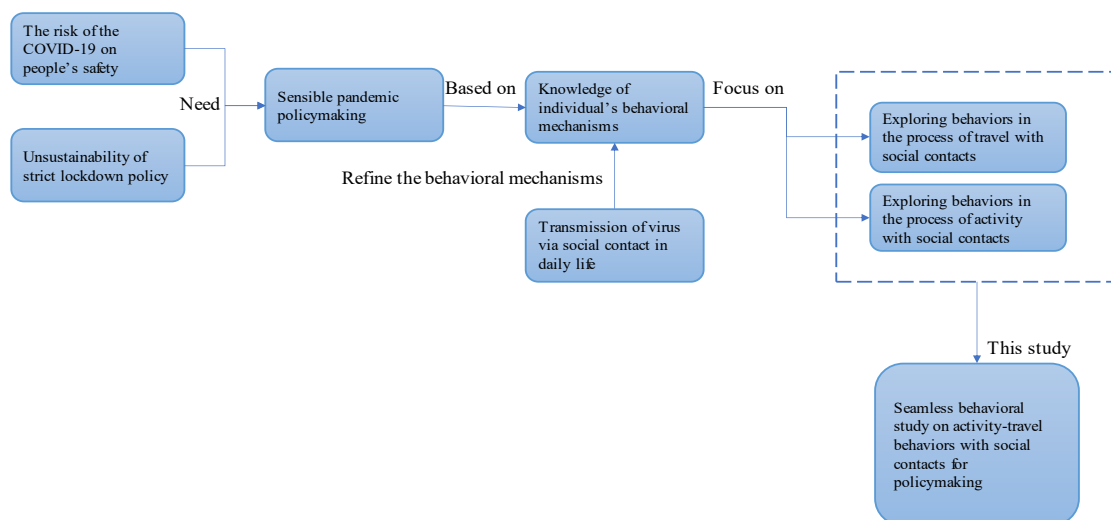 The risk of the
COVID-19 on
people's safety
Need
Unsustainability of
strict lockdown policy
Sensible pandemic
policymaking
Based on
Knowledge of
individual's behavioral
mechanisms
Refine the behavioral mechanisms
Transmission of virus
via social contact in
daily life
Focus on
Exploring behaviors in
the process of travel with
social contacts
Exploring behaviors in
the process of activity
with social contacts
This study
Seamless behavioral
study on activity-travel
behaviors with social
contacts for
policymaking